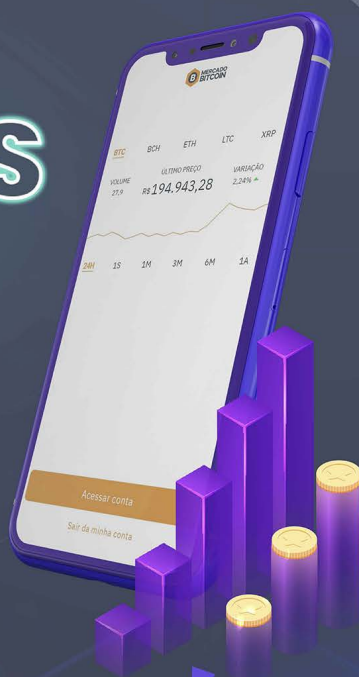 S
MERCADO
BITCOIN
BTC BCH ETH LTC XRP
VOLUME ÚLTIMO PREÇO VARIAÇÃO
27,9 R$194.943,28 2,24%
24H 1S 1M 3M 6M 1A
Acessar conta
Sair da minha conta